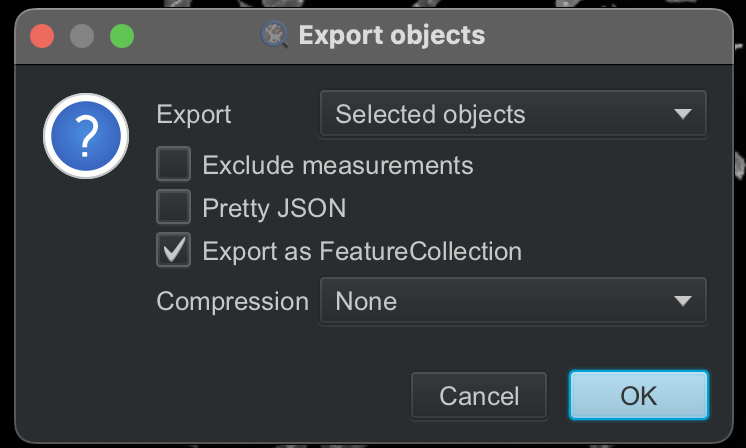 Export objects
?
Export Selected objects
Exclude measurements
Pretty JSON
Export as FeatureCollection
Compression None
Cancel OK